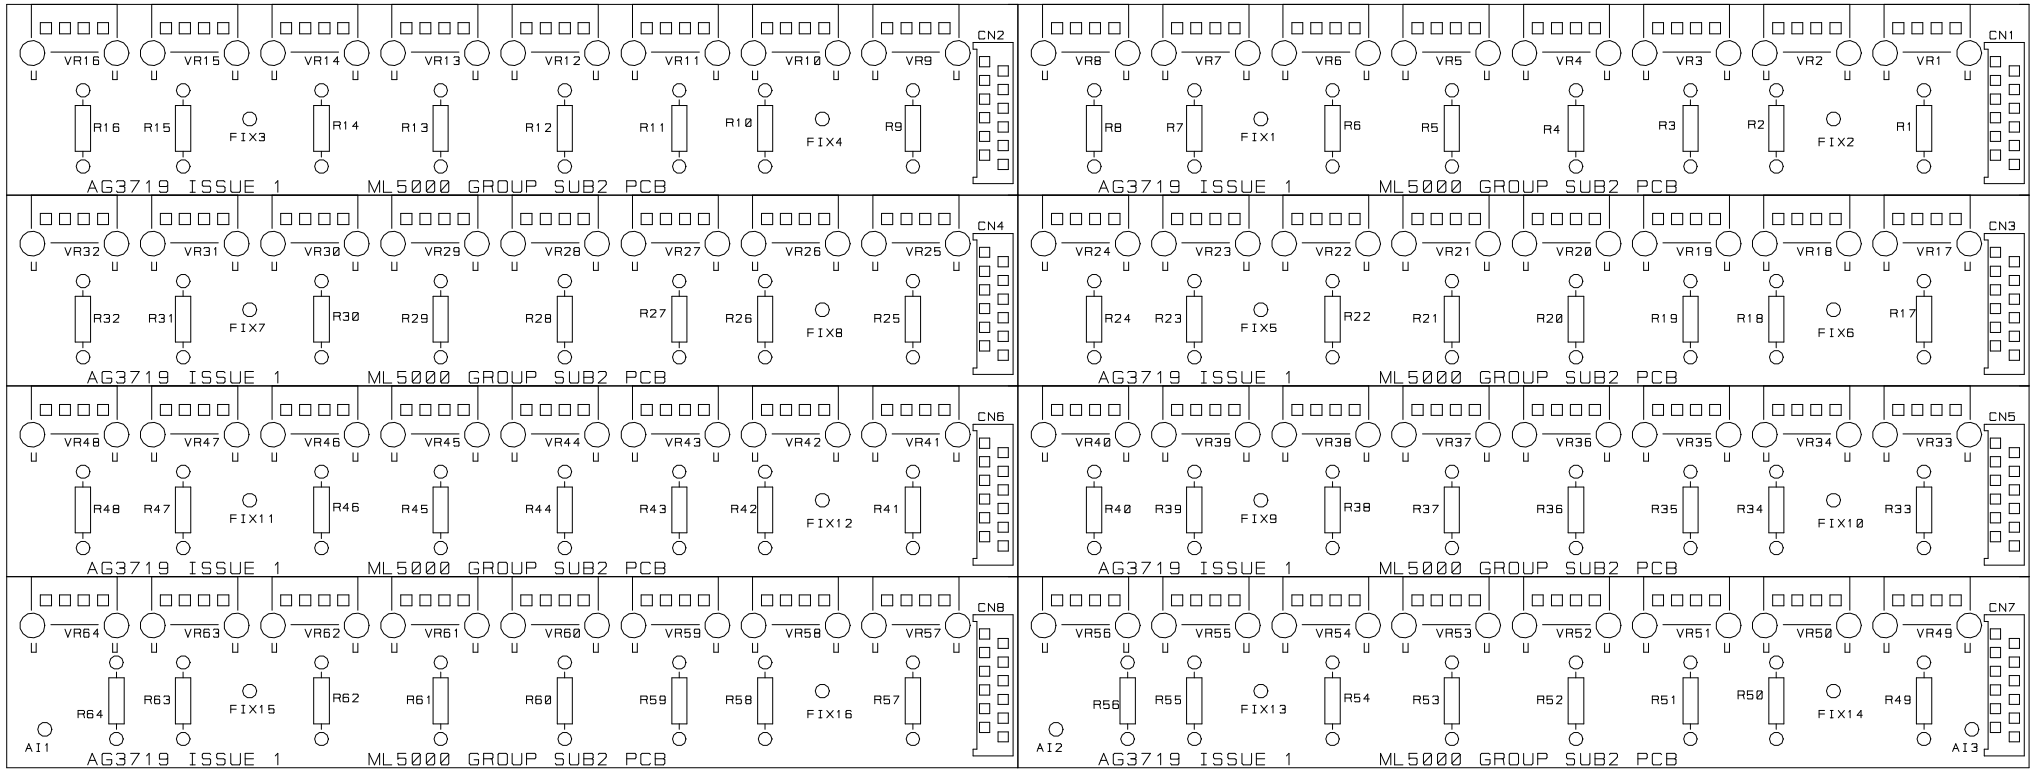 CN2 CN1
VR16 VR15 VR14 VR13 VR12 VR11 VR10 VR9 VR8 VR7 VR6 VR5 VR4 VR3 VR2 VR1
R16 R15 FIX3 R14 R13 R12 R11 R10 FIX4 R9 R8 R7 FIX1 R6 R5 R4 R3 R2 FIX2 R1
AG3719 ISSUE 1 ML5000 GROUP SUB2 PCB AG3719 ISSUE 1 ML5000 GROUP SUB2 PCB
CN4 CN3
VR32 VR31 VR30 VR29 VR28 VR27 VR26 VR25 VR24 VR23 VR22 VR21 VR20 VR19 VR18 VR17
R32 R31 FIX7 R30 R29 R28 R27 R26 FIX8 R25 R24 R23 FIX5 R22 R21 R20 R19 R18 FIX6 R17
AG3719 ISSUE 1 ML5000 GROUP SUB2 PCB AG3719 ISSUE 1 ML5000 GROUP SUB2 PCB
CN6 CN5
VR48 VR47 VR46 VR45 VR44 VR43 VR42 VR41 VR40 VR39 VR38 VR37 VR36 VR35 VR34 VR33
R48 R47 FIX11 R46 R45 R44 R43 R42 FIX12 R41 R40 R39 FIX9 R38 R37 R36 R35 R34 FIX10 R33
AG3719 ISSUE 1 ML5000 GROUP SUB2 PCB AG3719 ISSUE 1 ML5000 GROUP SUB2 PCB
CN8 CN7
VR64 VR63 VR62 VR61 VR60 VR59 VR58 VR57 VR56 VR55 VR54 VR53 VR52 VR51 VR50 VR49
R64 R63 FIX15 R62 R61 R60 R59 R58 FIX16 R57 R56 R55 FIX13 R54 R53 R52 R51 R50 FIX14 R49
AI1 AI2 AI3
AG3719 ISSUE 1 ML5000 GROUP SUB2 PCB AG3719 ISSUE 1 ML5000 GROUP SUB2 PCB